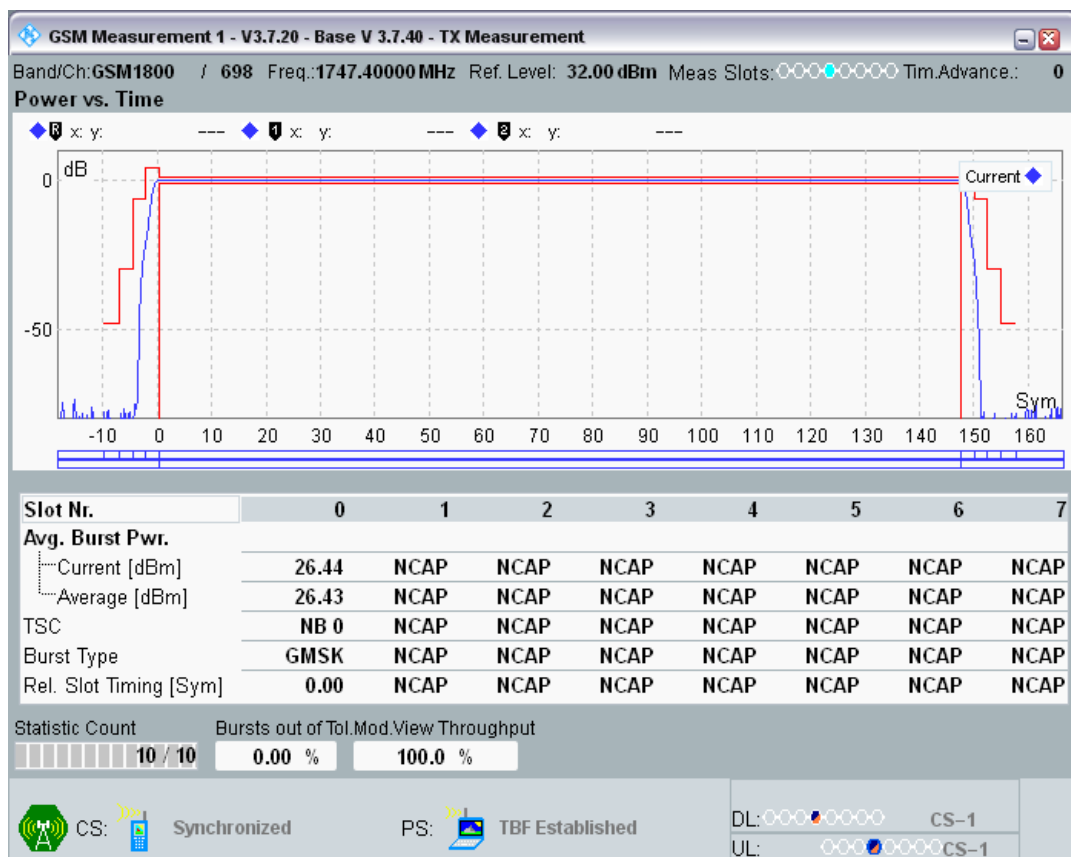 GSM Measurement 1 - V3.7.20 - Base V 3.7.40 - TX Measurement
Band/Ch:GSM1800 / 698 Freq.:1747.40000 MHz Ref. Level: 32.00 dBm Meas Slots: Tim.Advance.: 0
Power vs. Time
R x: y: --- 1 x: y: --- 2 x: y: ---
dB
Current
0
-50
Sym
-10 0 10 20 30 40 50 60 70 80 90 100 110 120 130 140 150 160
Slot Nr. 0 1 2 3 4 5 6 7
Avg. Burst Pwr.
Current [dBm] 26.44 NCAP NCAP NCAP NCAP NCAP NCAP NCAP
Average [dBm] 26.43 NCAP NCAP NCAP NCAP NCAP NCAP NCAP
TSC NB 0 NCAP NCAP NCAP NCAP NCAP NCAP NCAP
Burst Type GMSK NCAP NCAP NCAP NCAP NCAP NCAP NCAP
Rel. Slot Timing [Sym] 0.00 NCAP NCAP NCAP NCAP NCAP NCAP NCAP
Statistic Count Bursts out of Tol.Mod.View Throughput
10 / 10 0.00 % 100.0 %
CS: Synchronized PS: TBF Established DL: CS-1
UL: CS-1